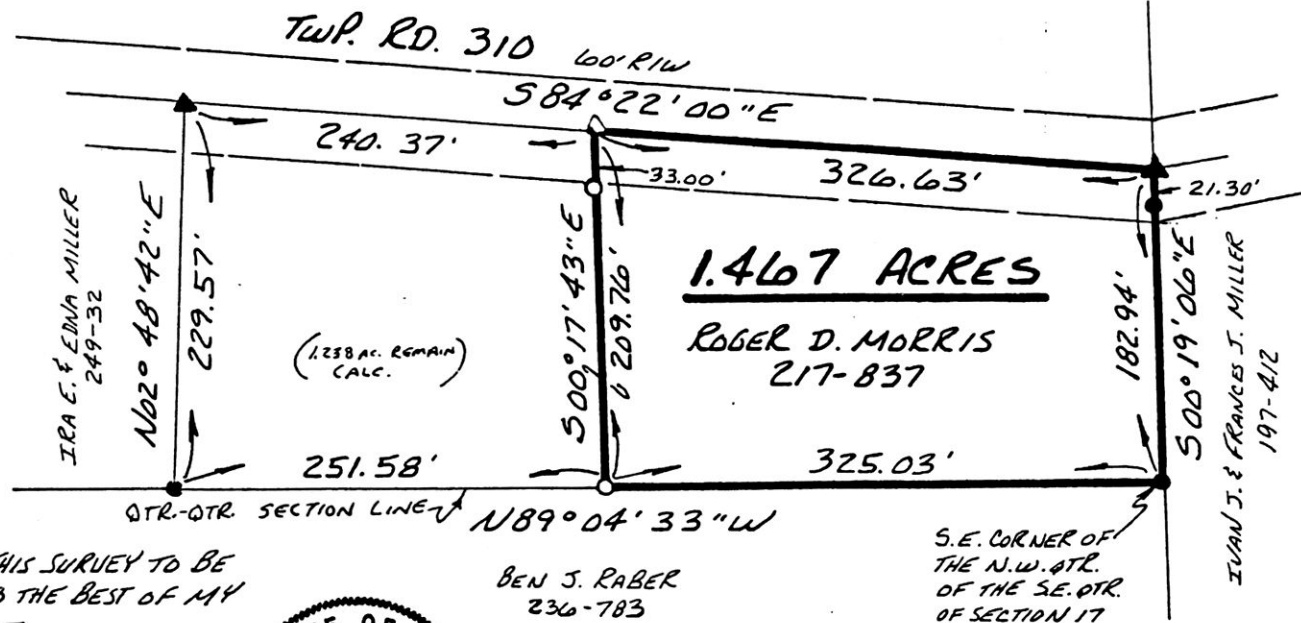 TWP. RD. 310 60' R/W
S 84° 22' 00" E
240.37'
33.00'
326.63'
21.30'
IRA E. & EDNA MILLER
249-32
N 02° 48' 42" E
229.57'
(1.238 AC. REMAIN)
CALC.
S 00° 17' 43" E
209.76'
1.467 ACRES
ROGER D. MORRIS
217-837
182.94'
S 00° 19' 06" E
IVAN J. & FRANCES J. MILLER
197-412
251.58'
325.03'
QTR.-QTR. SECTION LINE
N 89° 04' 33" W
S.E. CORNER OF
THE N.W. QTR.
OF THE S.E. QTR.
OF SECTION 17
THIS SURVEY TO BE
THE BEST OF MY
BEN J. RABER
236-783